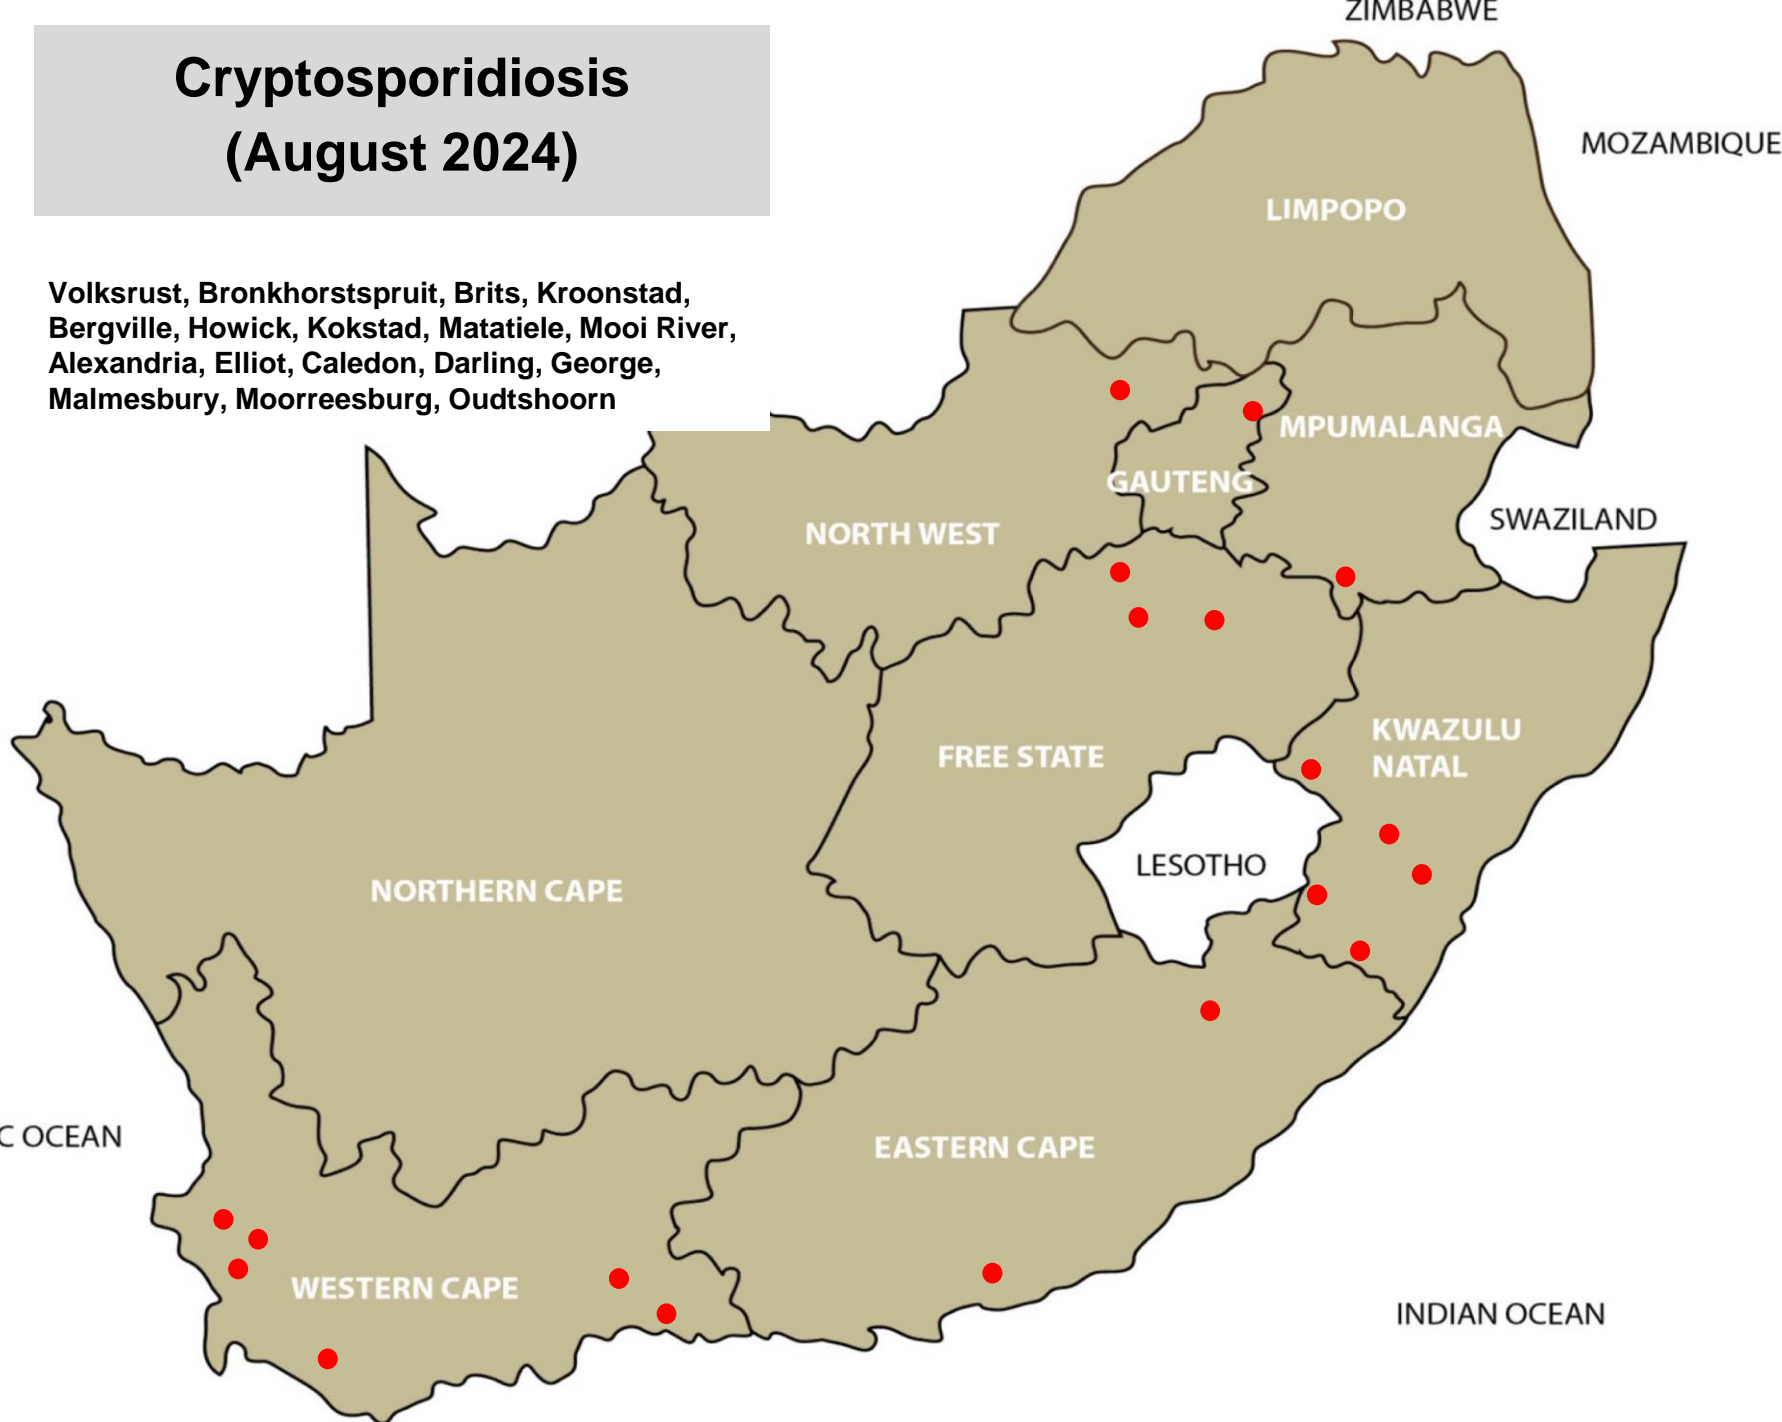 ZIMBABWE
Cryptosporidiosis
(August 2024)
MOZAMBIQUE
LIMPOPO
Volksrust, Bronkhorstspruit, Brits, Kroonstad,
Bergville, Howick, Kokstad, Matatiele, Mooi River,
Alexandria, Elliot, Caledon, Darling, George,
Malmesbury, Moorreesburg, Oudtshoorn
MPUMALANGA
GAUTENG
SWAZILAND
NORTH WEST
KWAZULU
NATAL
FREE STATE
LESOTHO
NORTHERN CAPE
C OCEAN
EASTERN CAPE
WESTERN CAPE
INDIAN OCEAN